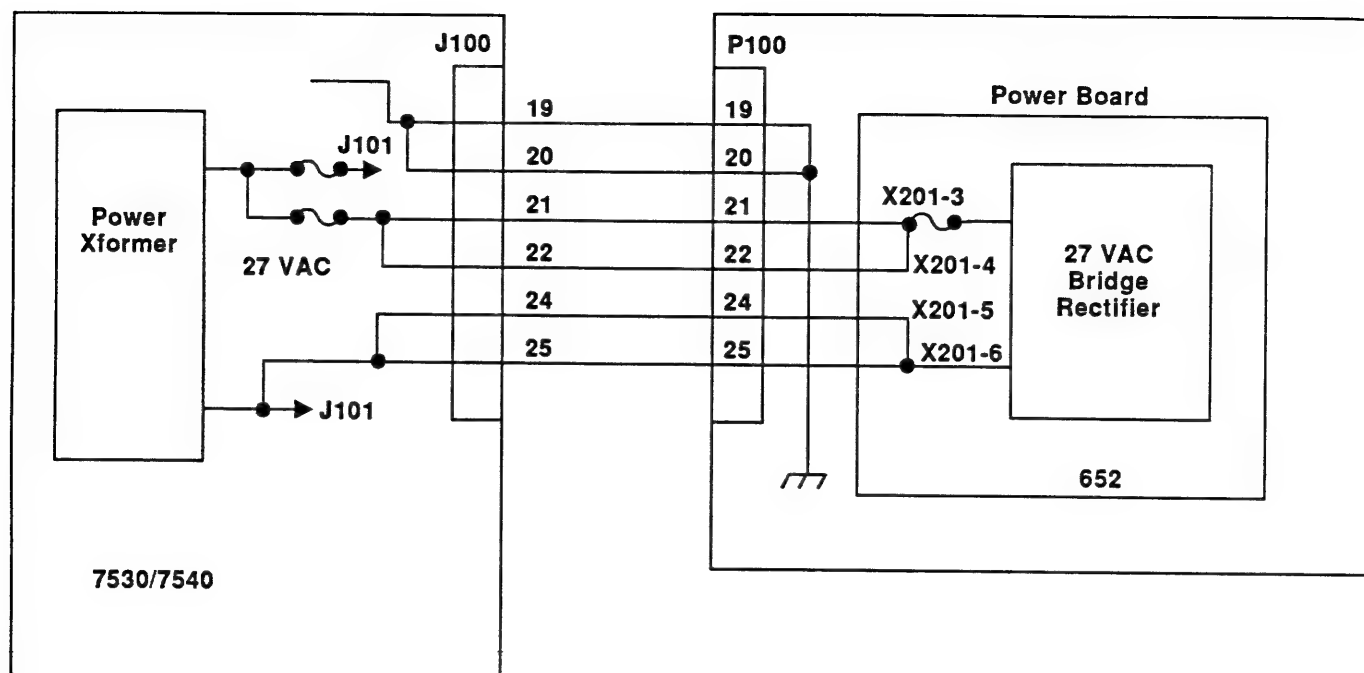 J100
P100
Power Board
19
19
J101
20
20
X201-3
21
21
Power
Xformer
27 VAC
22
22
X201-4
27 VAC
Bridge
Rectifier
24
24
X201-5
25
25
X201-6
J101
652
7530/7540